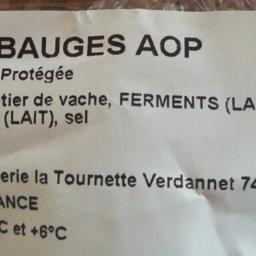 BAUGES AOP
Protégée
tier de vache, FERMENTS (LA
(LAIT), sel
erie la Tournette Verdannet 74
ANCE
C et +6°C